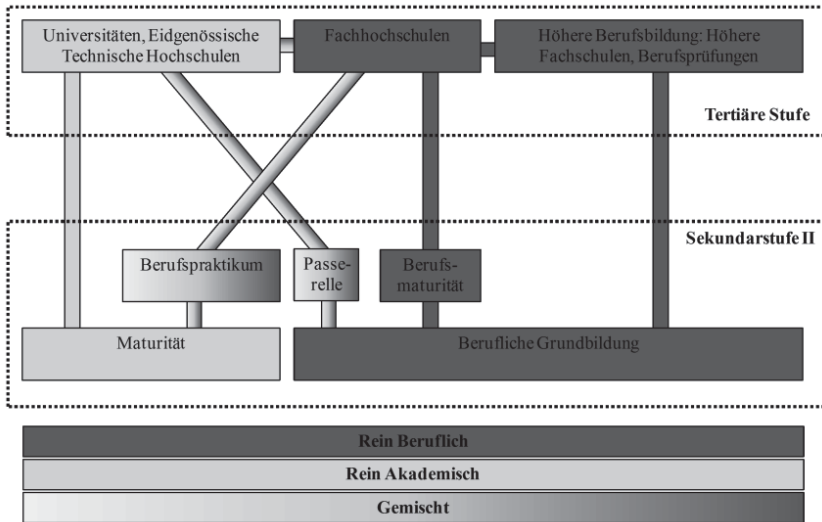 Universitäten, Eidgenössische
Technische Hochschulen
Fachhochschulen
Höhere Berufsbildung: Höhere
Fachschulen, Berufsprüfungen
Tertiäre Stufe
Sekundarstufe II
Berufspraktikum
Passe-
relle
Berufs-
maturität
Maturität
Berufliche Grundbildung
Rein Beruflich
Rein Akademisch
Gemischt